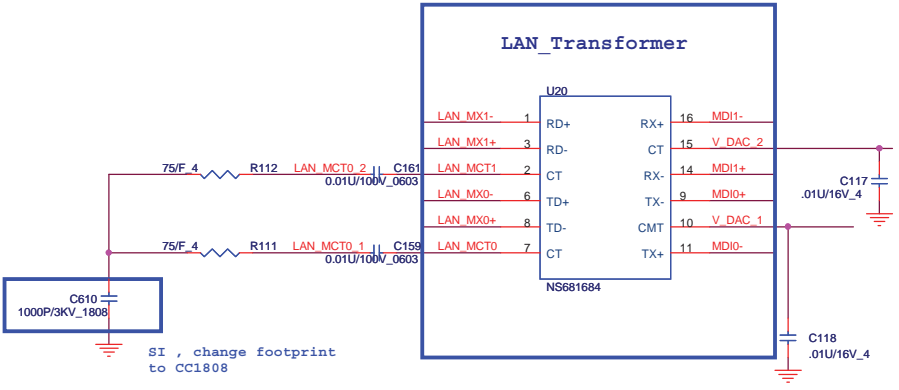 LAN_Transformer
U20
LAN_MX1- 1 RD+ RX+ 16 MDI1-
LAN_MX1+ 3 RD- CT 15 V_DAC_2
75/F_4 R112 LAN_MCT0_2 C161 LAN_MCT1 2 CT RX- 14 MDI1+
0.01U/100V_0603
C117
.01U/16V_4
LAN_MX0- 6 TD+ TX- 9 MDI0+
LAN_MX0+ 8 TD- CMT 10 V_DAC_1
75/F_4 R111 LAN_MCT0_1 C159 LAN_MCT0 7 CT TX+ 11 MDI0-
0.01U/100V_0603
NS681684
C610
1000P/3KV_1808
C118
.01U/16V_4
SI , change footprint
to CC1808